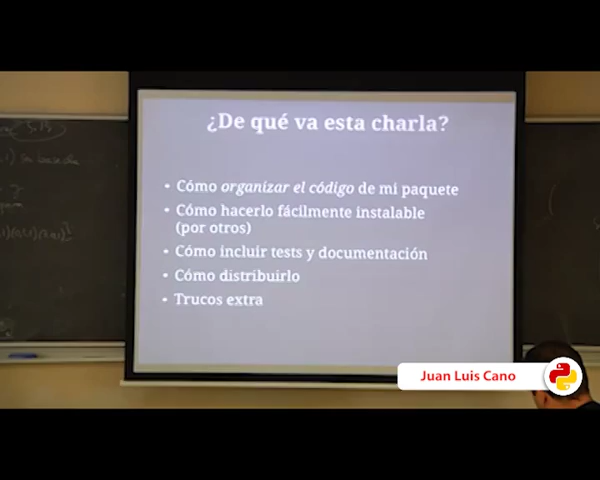 ¿De qué va esta charla?
• Cómo organizar el código de mi paquete
• Cómo hacerlo fácilmente instalable
(por otros)
• Cómo incluir tests y documentación
• Cómo distribuirlo
• Trucos extra
Juan Luis Cano